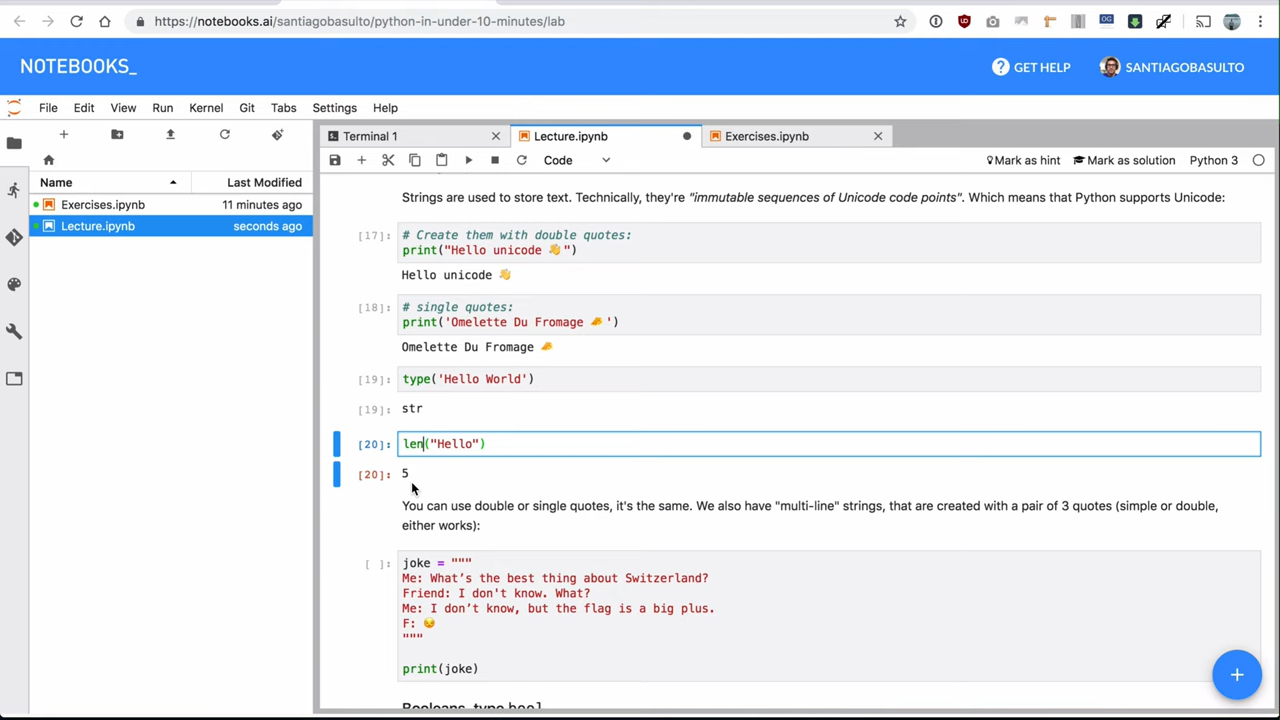 https://notebooks.ai/santiagobasulto/python-in-under-10-minutes/lab
NOTEBOOKS_
? GET HELP
SANTIAGOBASULTO
File Edit View Run Kernel Git Tabs Settings Help
Terminal 1
Lecture.ipynb
Exercises.ipynb
Code
Mark as hint
Mark as solution
Python 3
Name
Last Modified
Exercises.ipynb 11 minutes ago
Lecture.ipynb seconds ago
Strings are used to store text. Technically, they're "immutable sequences of Unicode code points". Which means that Python supports Unicode:
[17]: # Create them with double quotes:
print("Hello unicode 👋")
Hello unicode 👋
[18]: # single quotes:
print('Omelette Du Fromage 🧀 ')
Omelette Du Fromage 🧀
[19]: type('Hello World')
[19]: str
[20]: len("Hello")
[20]: 5
You can use double or single quotes, it's the same. We also have "multi-line" strings, that are created with a pair of 3 quotes (simple or double,
either works):
[ ]: joke = """
Me: What's the best thing about Switzerland?
Friend: I don't know. What?
Me: I don't know, but the flag is a big plus.
F: 😣
"""
print(joke)
Booleans, type bool